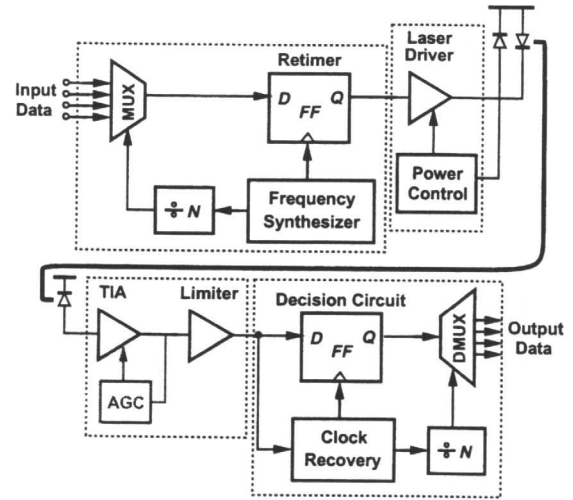 Laser
Driver
Retimer
Input
Data
MUX
D
Q
FF
Power
Control
÷ N
Frequency
Synthesizer
TIA
Limiter
Decision Circuit
D
Q
FF
DMUX
Output
Data
AGC
Clock
Recovery
÷ N